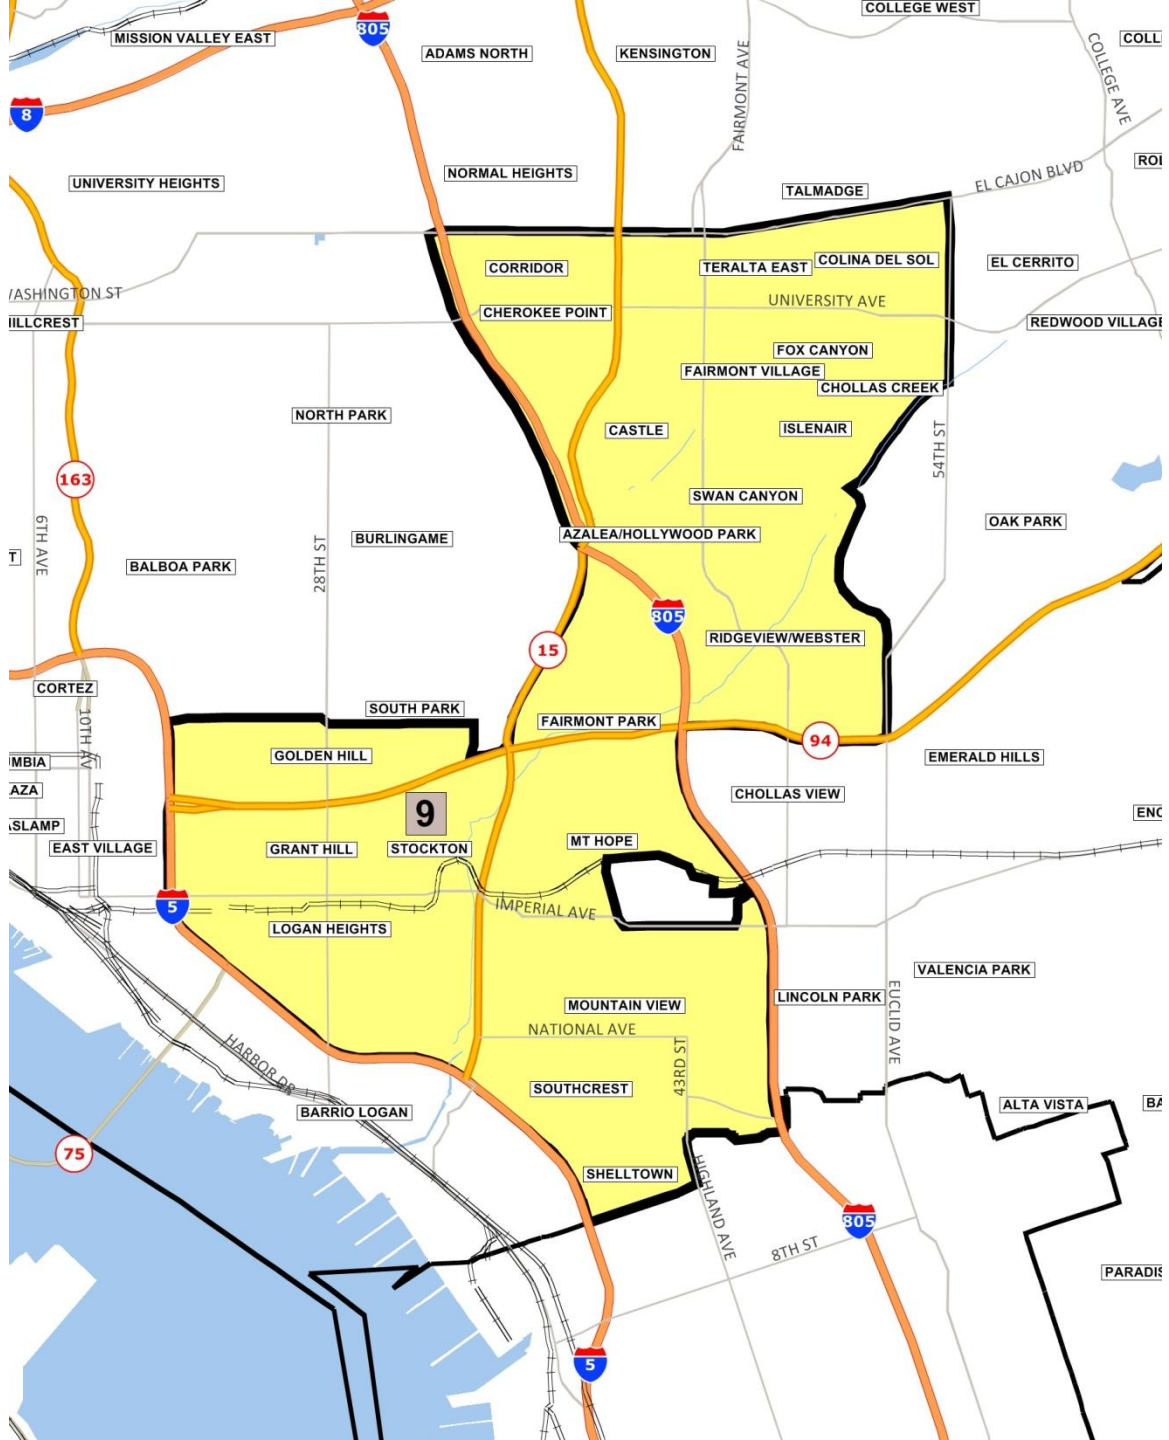 COLLEGE WEST
805
MISSION VALLEY EAST
ADAMS NORTH
KENSINGTON
COLL
FAIRMONT AVE
COLLEGE AVE
8
UNIVERSITY HEIGHTS
NORMAL HEIGHTS
TALMADGE
EL CAJON BLVD
CORRIDOR
TERALTA EAST
COLINA DEL SOL
EL CERRITO
WASHINGTON ST
CHEROKEE POINT
UNIVERSITY AVE
ILLCREST
REDWOOD VILLAGE
FOX CANYON
FAIRMONT VILLAGE
CHOLLAS CREEK
NORTH PARK
CASTLE
ISLENAIR
54TH ST
163
SWAN CANYON
6TH AVE
28TH ST
BURLINGAME
AZALEA/HOLLYWOOD PARK
OAK PARK
T
BALBOA PARK
805
RIDGEVIEW/WEBSTER
15
CORTEZ
10TH AV
SOUTH PARK
FAIRMONT PARK
94
GOLDEN HILL
EMERALD HILLS
UMBIA
AZA
9
CHOLLAS VIEW
ENC
ASLAMP
EAST VILLAGE
GRANT HILL
STOCKTON
MT HOPE
5
IMPERIAL AVE
LOGAN HEIGHTS
VALENCIA PARK
MOUNTAIN VIEW
LINCOLN PARK
EUCLID AVE
NATIONAL AVE
HARBOR DR
43RD ST
SOUTHCREST
BARRIO LOGAN
ALTA VISTA
BA
75
SHELLTOWN
HIGHLAND AVE
805
8TH ST
PARADIS
5